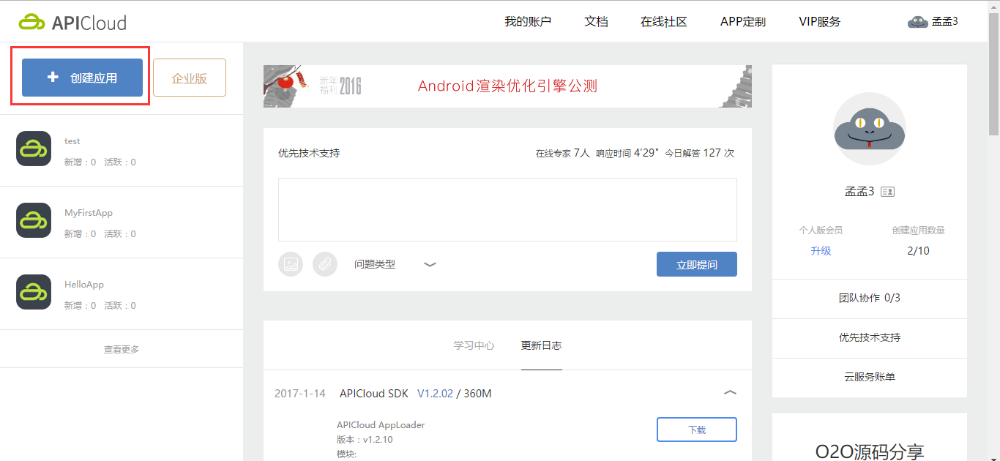 APICloud
我的账户 文档 在线社区 APP定制 VIP服务 孟孟3
创建应用 企业版
test
新增：0 活跃：0
MyFirstApp
新增：0 活跃：0
HelloApp
新增：0 活跃：0
查看更多
新年
福利 2016 Android渲染优化引擎公测
优先技术支持 在线专家 7人 响应时间 4'29" 今日解答 127 次
问题类型 立即提问
学习中心 更新日志
2017-1-14 APICloud SDK V1.2.02 / 360M
APICloud AppLoader
版本：v1.2.10
模块:
下载
孟孟3
个人版会员 创建应用数量
升级 2/10
团队协作 0/3
优先技术支持
云服务账单
O2O源码分享